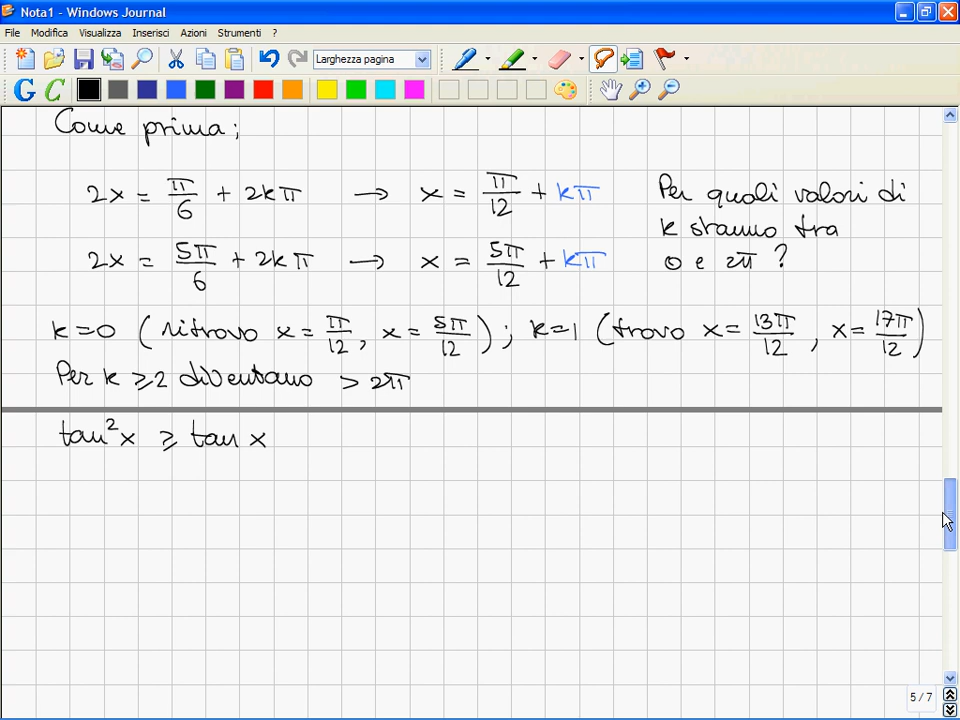 Nota1 - Windows Journal
File Modifica Visualizza Inserisci Azioni Strumenti ?
Larghezza pagina
Come prima;
2x = π/6 + 2kπ → x = π/12 + kπ Per quali valori di
k stanno tra
2x = 5π/6 + 2kπ → x = 5π/12 + kπ 0 e 2π ?
k=0 (ritrovo x = π/12, x = 5π/12); k=1 (trovo x = 13π/12, x = 17π/12)
Per k ⩾2 diventano > 2π
tan²x ⩾ tan x
5 / 7